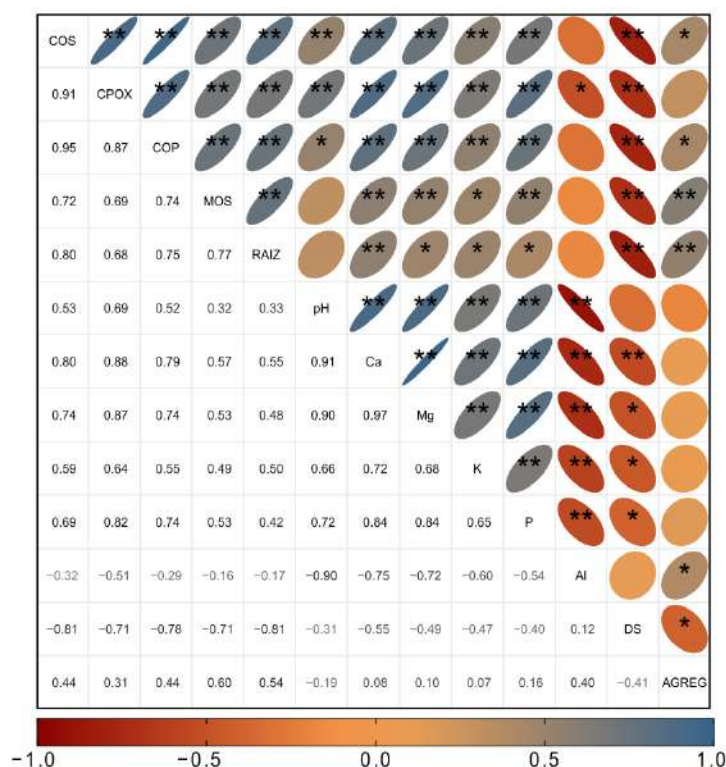 COS ** ** ** ** ** ** ** ** ** ** *
0.91 CPOX ** ** ** ** ** ** ** ** * **
0.95 0.87 COP ** ** * ** ** ** ** ** *
0.72 0.69 0.74 MOS ** ** ** * ** ** **
0.80 0.68 0.75 0.77 RAIZ ** * * * ** **
0.53 0.69 0.52 0.32 0.33 pH ** ** ** ** **
0.80 0.88 0.79 0.57 0.55 0.91 Ca ** ** ** ** **
0.74 0.87 0.74 0.53 0.48 0.90 0.97 Mg ** ** ** *
0.59 0.64 0.55 0.49 0.50 0.66 0.72 0.68 K ** ** *
0.69 0.82 0.74 0.53 0.42 0.72 0.84 0.84 0.65 P ** *
−0.32 −0.51 −0.29 −0.16 −0.17 −0.90 −0.75 −0.72 −0.60 −0.54 Al *
−0.81 −0.71 −0.78 −0.71 −0.81 −0.31 −0.55 −0.49 −0.47 −0.40 0.12 DS *
0.44 0.31 0.44 0.60 0.54 −0.19 0.08 0.10 0.07 0.16 0.40 −0.41 AGREG
−1.0 −0.5 0.0 0.5 1.0